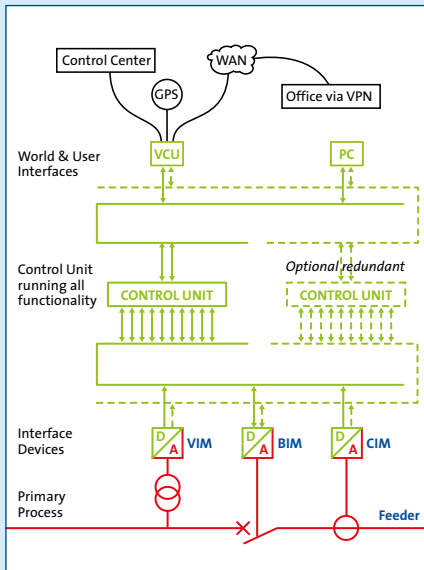 Control Center
WAN
GPS
Office via VPN
World & User
Interfaces
VCU
PC
Control Unit
running all
functionality
Optional redundant
CONTROL UNIT
CONTROL UNIT
Interface
Devices
D
A
VIM
D
A
BIM
D
A
CIM
Primary
Process
Feeder